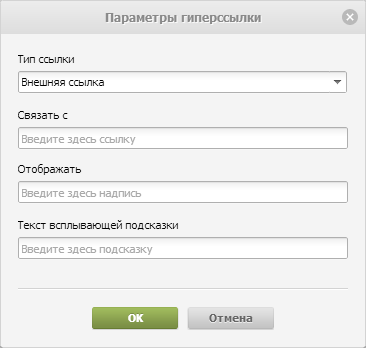 Параметры гиперссылки
Тип ссылки
Внешняя ссылка
Связать с
Введите здесь ссылку
Отображать
Введите здесь надпись
Текст всплывающей подсказки
Введите здесь подсказку
OK
Отмена